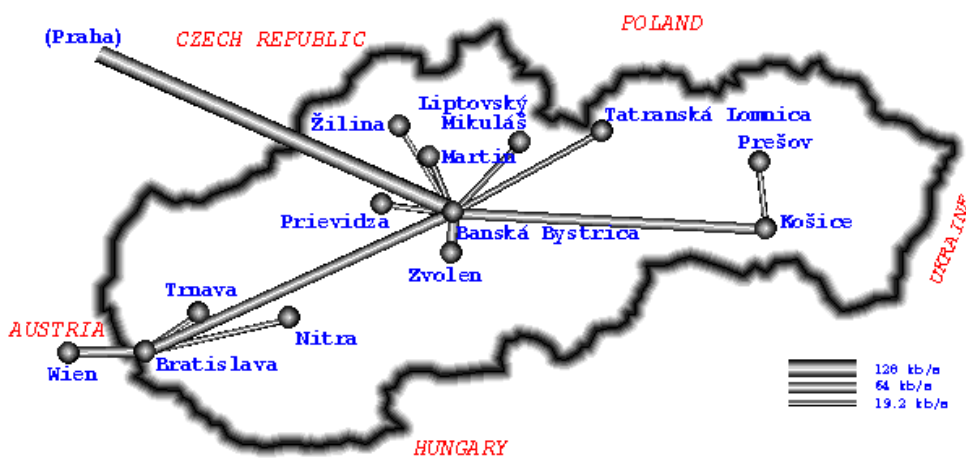 POLAND
CZECH REPUBLIC
(Praha)
Liptovský
Mikuláš
Žilina
Tatranská Lomnica
Martin
Prešov
Prievidza
Banská Bystrica
Košice
Zvolen
UKRAINE
Trnava
AUSTRIA
Nitra
Wien
Bratislava
128 kb/s
64 kb/s
19.2 kb/s
HUNGARY